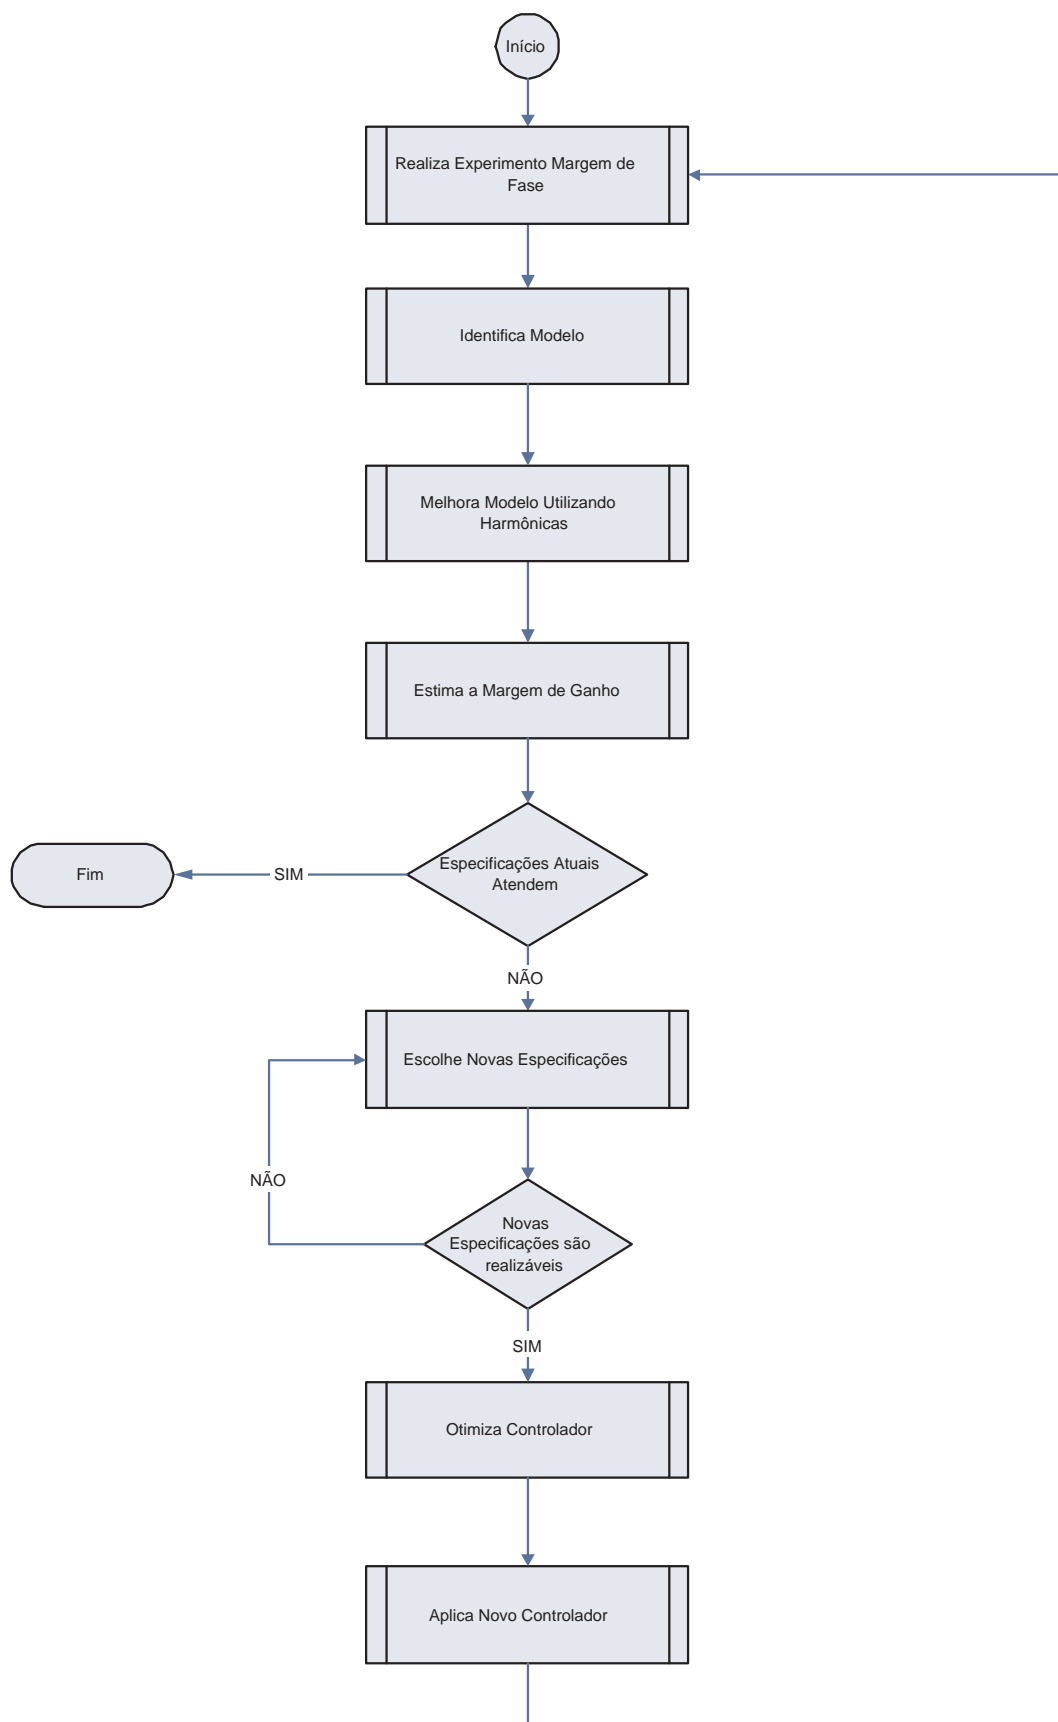 Início
Realiza Experimento Margem de
Fase
Identifica Modelo
Melhora Modelo Utilizando
Harmônicas
Estima a Margem de Ganho
Especificações Atuais
Atendem
Fim
SIM
NÃO
Escolhe Novas Especificações
NÃO
Novas
Especificações são
realizáveis
SIM
Otimiza Controlador
Aplica Novo Controlador